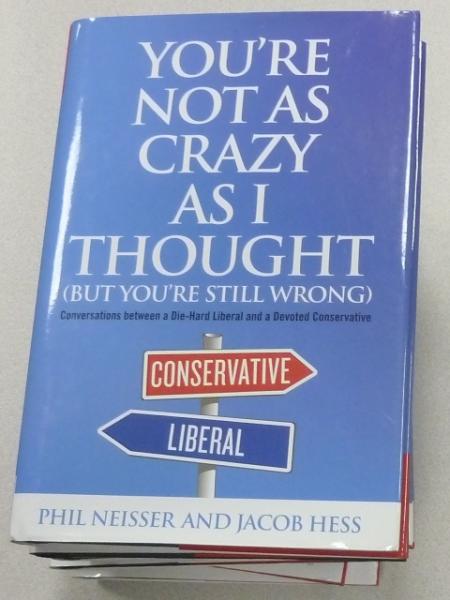 YOU'RE
NOT AS
CRAZY
AS I
THOUGHT
(BUT YOU'RE STILL WRONG)
Conversations between a Die-Hard Liberal and a Devoted Conservative
CONSERVATIVE
LIBERAL
PHIL NEISSER AND JACOB HESS